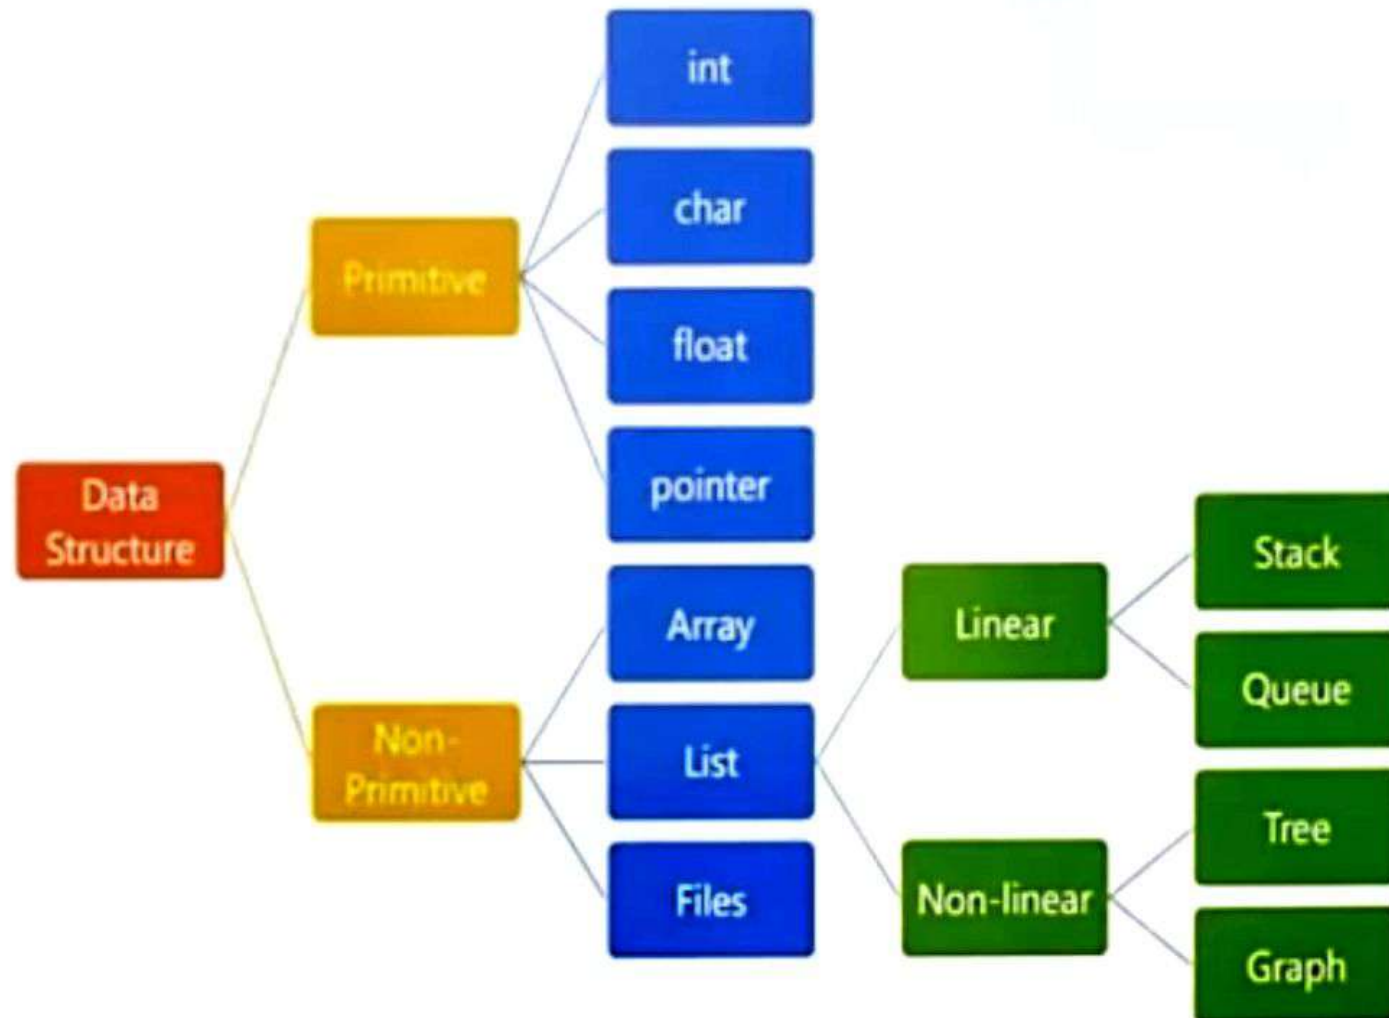 int
char
Primitive
float
pointer
Data
Structure
Stack
Array
Linear
Queue
Non-
Primitive
List
Tree
Files
Non-linear
Graph